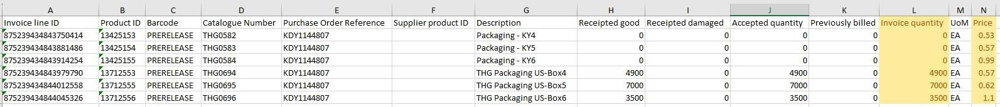 A B C D E F G H I J K L M N
Invoice line ID Product ID Barcode Catalogue Number Purchase Order Reference Supplier product ID Description Receipted good Receipted damaged Accepted quantity Previously billed Invoice quantity UoM Price
875239434843750414 13425153 PRERELEASE THG0582 KDY1144807 Packaging - KY4 0 0 0 0 0 EA 0.53
875239434843881486 13425154 PRERELEASE THG0583 KDY1144807 Packaging - KY5 0 0 0 0 0 EA 0.57
875239434843914254 13425155 PRERELEASE THG0584 KDY1144807 Packaging - KY6 0 0 0 0 0 EA 0.99
875239434843979790 13712553 PRERELEASE THG0694 KDY1144807 THG Packaging US-Box4 4900 0 4900 0 4900 EA 0.57
875239434844012558 13712555 PRERELEASE THG0695 KDY1144807 THG Packaging US-Box5 7000 0 7000 0 7000 EA 0.62
875239434844045326 13712556 PRERELEASE THG0696 KDY1144807 THG Packaging US-Box6 3500 0 3500 0 3500 EA 1.1